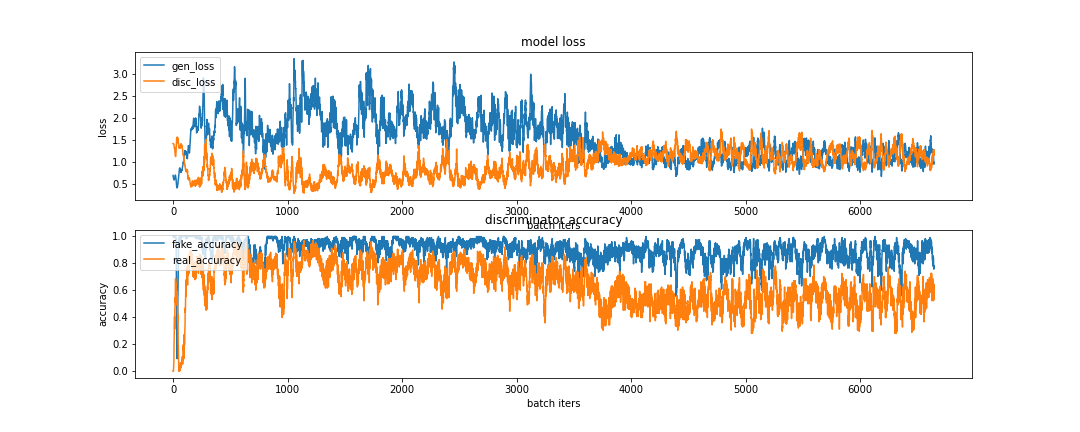 model loss
gen_loss
disc_loss
loss
3.0
2.5
2.0
1.5
1.0
0.5
0 1000 2000 3000 4000 5000 6000
batch iters
discriminator accuracy
fake_accuracy
real_accuracy
accuracy
1.0
0.8
0.6
0.4
0.2
0.0
0 1000 2000 3000 4000 5000 6000
batch iters